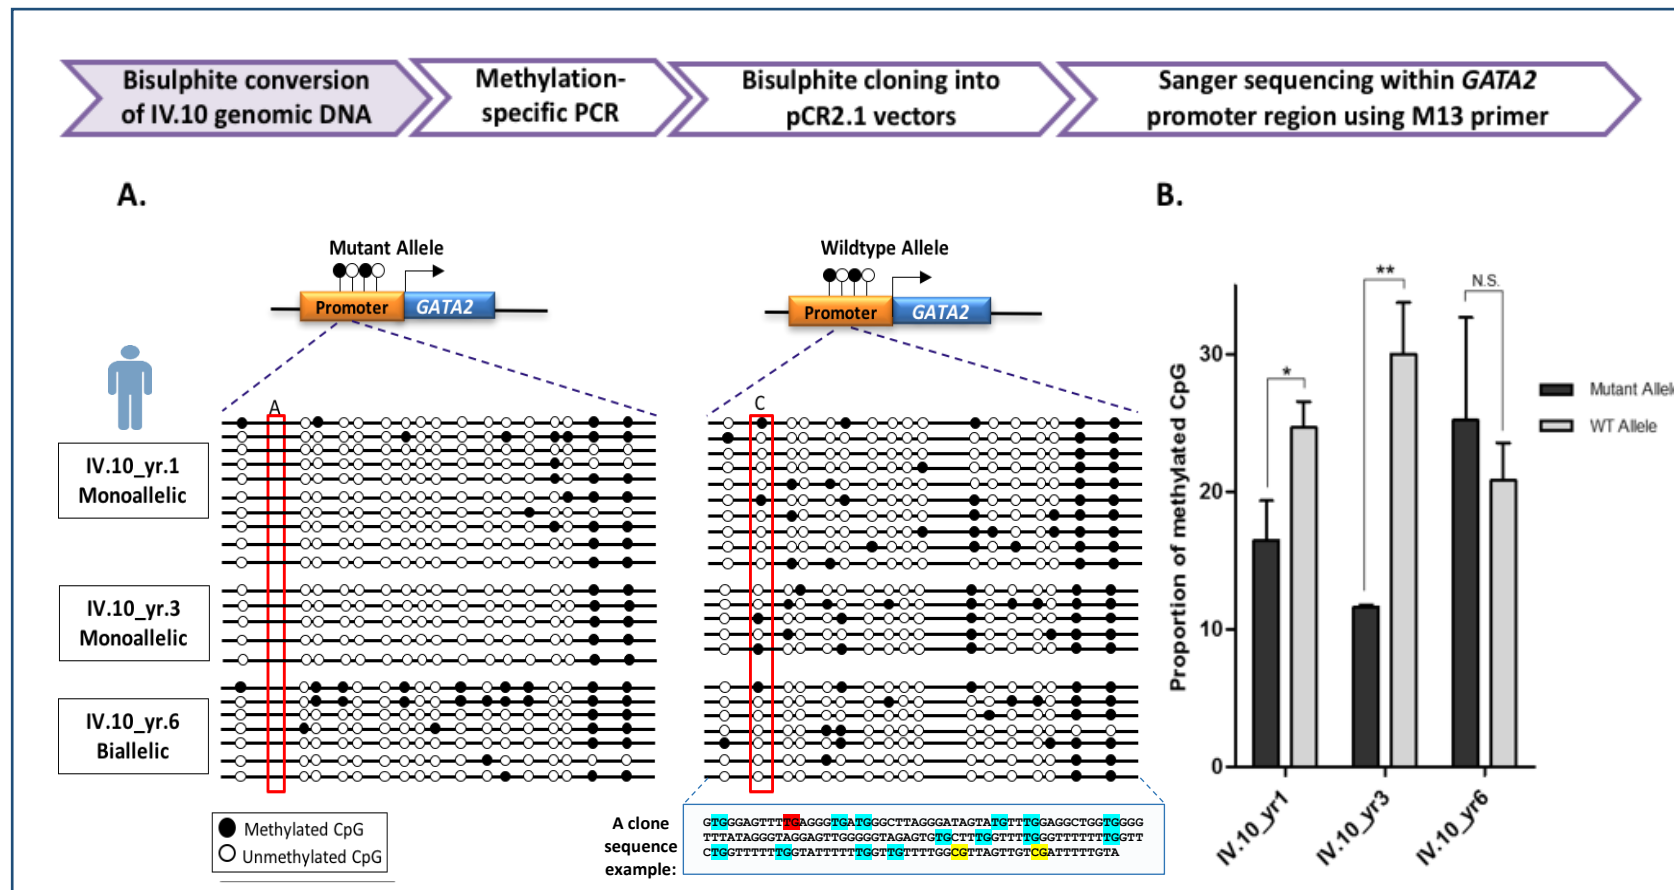 Bisulphite conversion
of IV.10 genomic DNA
Methylation-
specific PCR
Bisulphite cloning into
pCR2.1 vectors
Sanger sequencing within GATA2
promoter region using M13 primer
A.
B.
Mutant Allele
Promoter
GATA2
Wildtype Allele
Promoter
GATA2
A
C
IV.10_yr.1
Monoallelic
IV.10_yr.3
Monoallelic
IV.10_yr.6
Biallelic
Methylated CpG
Unmethylated CpG
A clone
sequence
example:
GTGGGAGTTTTGAGGGTGATGGGCTTAGGGATAGTATGTTTGGAGGCTGGTGGGG
TTTATAGGGTAGGAGTTGGGGGTAGAGTGTGCTTTGGTTTTGGGTTTTTTTGGTT
CTGGTTTTTTGGTATTTTTTGGTTGTTTTGGCGTTAGTTGTCGATTTTTGTA
Proportion of methylated CpG
30
20
10
0
*
**
N.S.
Mutant Allele
WT Allele
IV.10_yr1
IV.10_yr3
IV.10_yr6